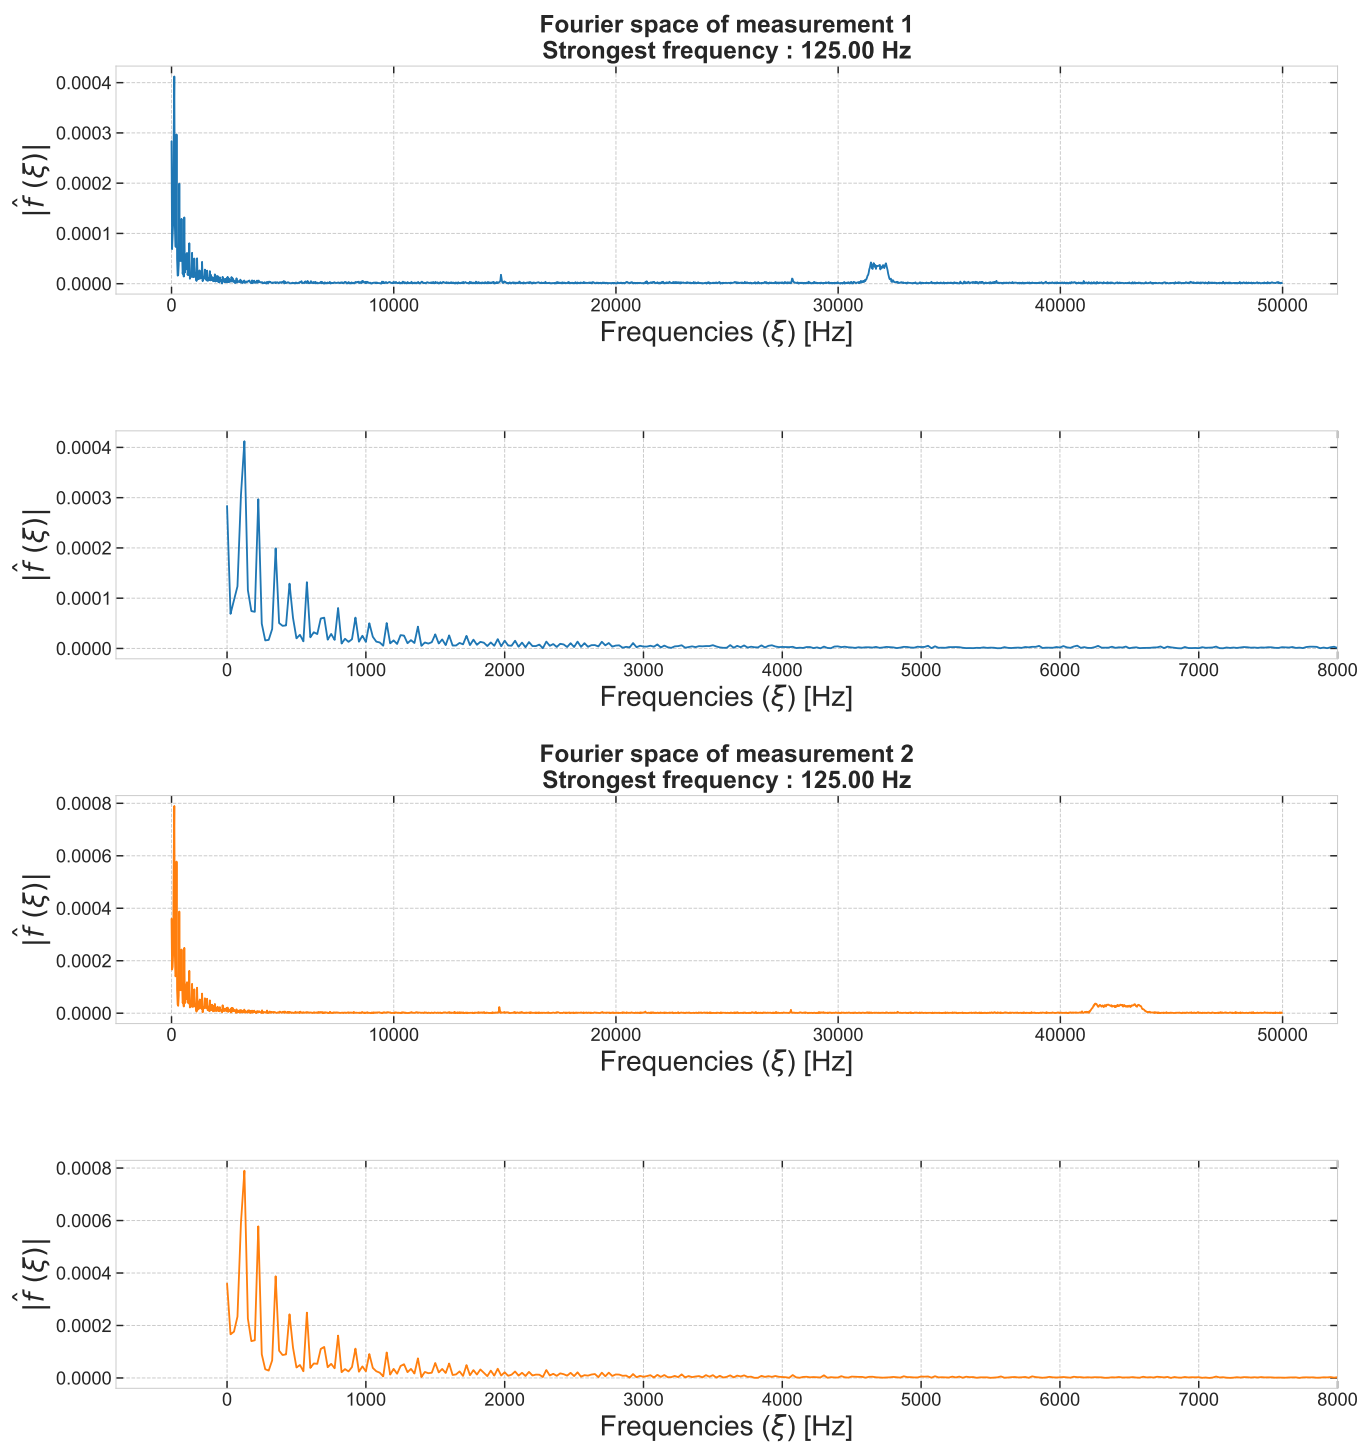 Fourier space of measurement 1
Strongest frequency : 125.00 Hz
0.0004
0.0003
0.0002
0.0001
0.0000
|f̂ (ξ)|
0 10000 20000 30000 40000 50000
Frequencies (ξ) [Hz]
0.0004
0.0003
0.0002
0.0001
0.0000
|f̂ (ξ)|
0 1000 2000 3000 4000 5000 6000 7000 8000
Frequencies (ξ) [Hz]
Fourier space of measurement 2
Strongest frequency : 125.00 Hz
0.0008
0.0006
0.0004
0.0002
0.0000
|f̂ (ξ)|
0 10000 20000 30000 40000 50000
Frequencies (ξ) [Hz]
0.0008
0.0006
0.0004
0.0002
0.0000
|f̂ (ξ)|
0 1000 2000 3000 4000 5000 6000 7000 8000
Frequencies (ξ) [Hz]